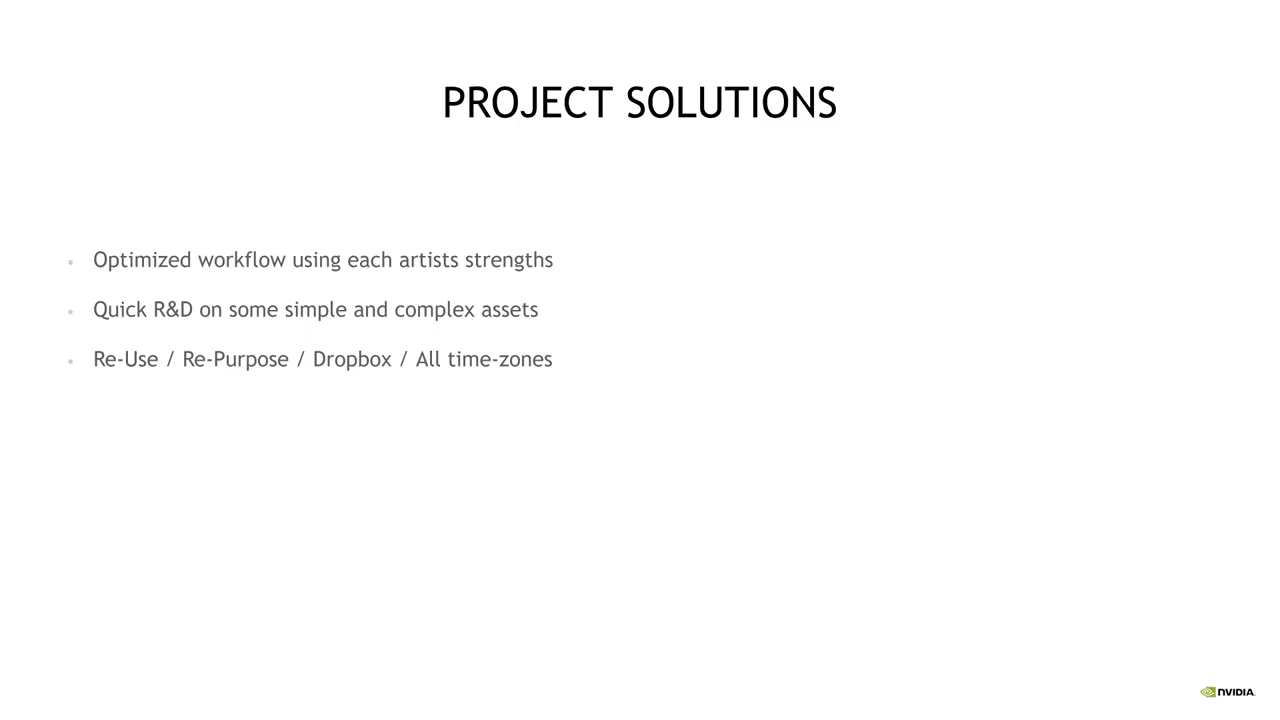 PROJECT SOLUTIONS
• Optimized workflow using each artists strengths
• Quick R&D on some simple and complex assets
• Re-Use / Re-Purpose / Dropbox / All time-zones
NVIDIA.